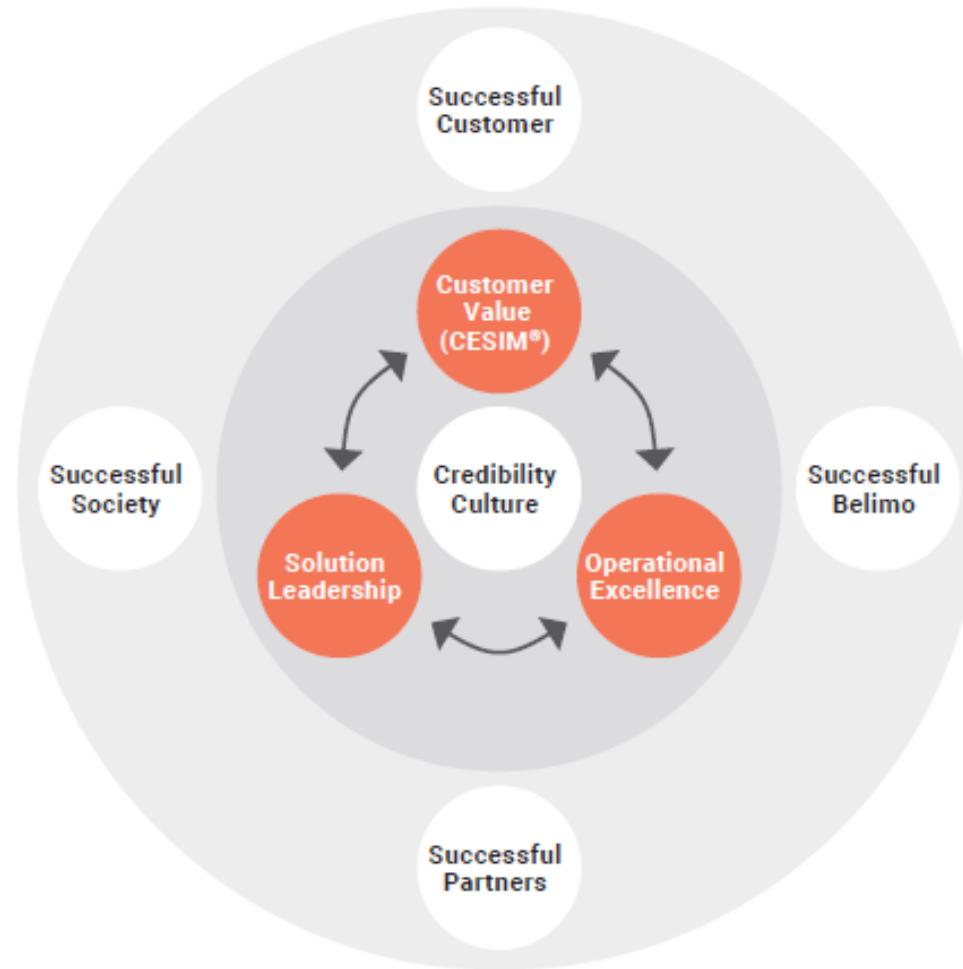 Successful
Customer
Customer
Value
(CESIM®)
Successful
Society
Credibility
Culture
Successful
Belimo
Solution
Leadership
Operational
Excellence
Successful
Partners